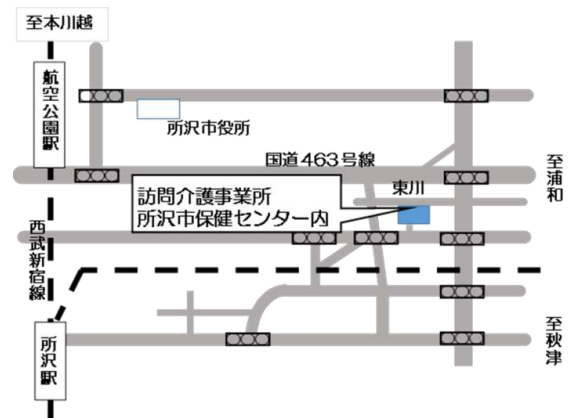 至本川越
航空公園駅
所沢市役所
国道463号線
至浦和
訪問介護事業所
所沢市保健センター内
東川
西武新宿線
所沢駅
至秋津